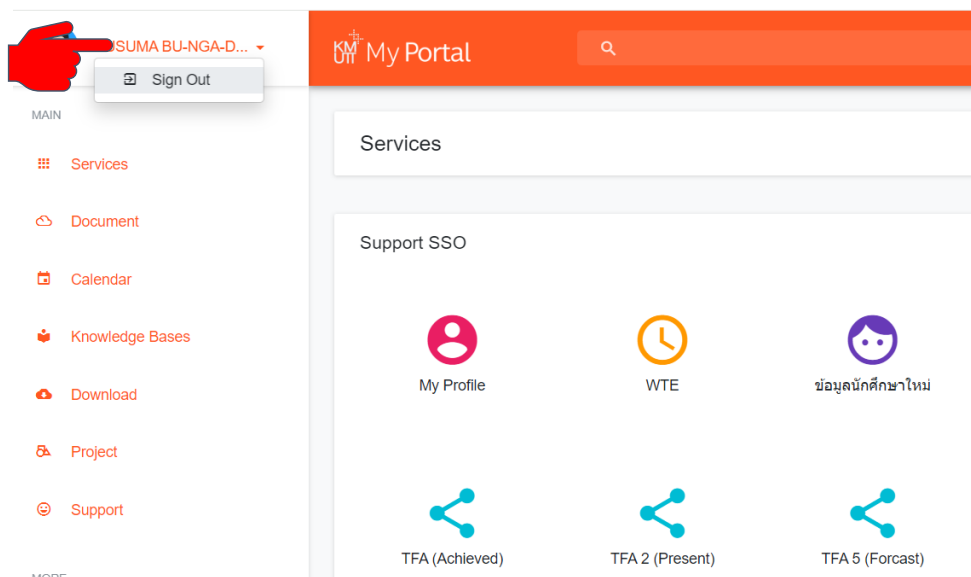 BU-NGA-D...
Sign Out
MAIN
Services
Document
Calendar
Knowledge Bases
Download
Project
Support
KMUTT My Portal
Services
Support SSO
My Profile
WTE
ข้อมูลนักศึกษาใหม่
TFA (Achieved)
TFA 2 (Present)
TFA 5 (Forcast)
MORE